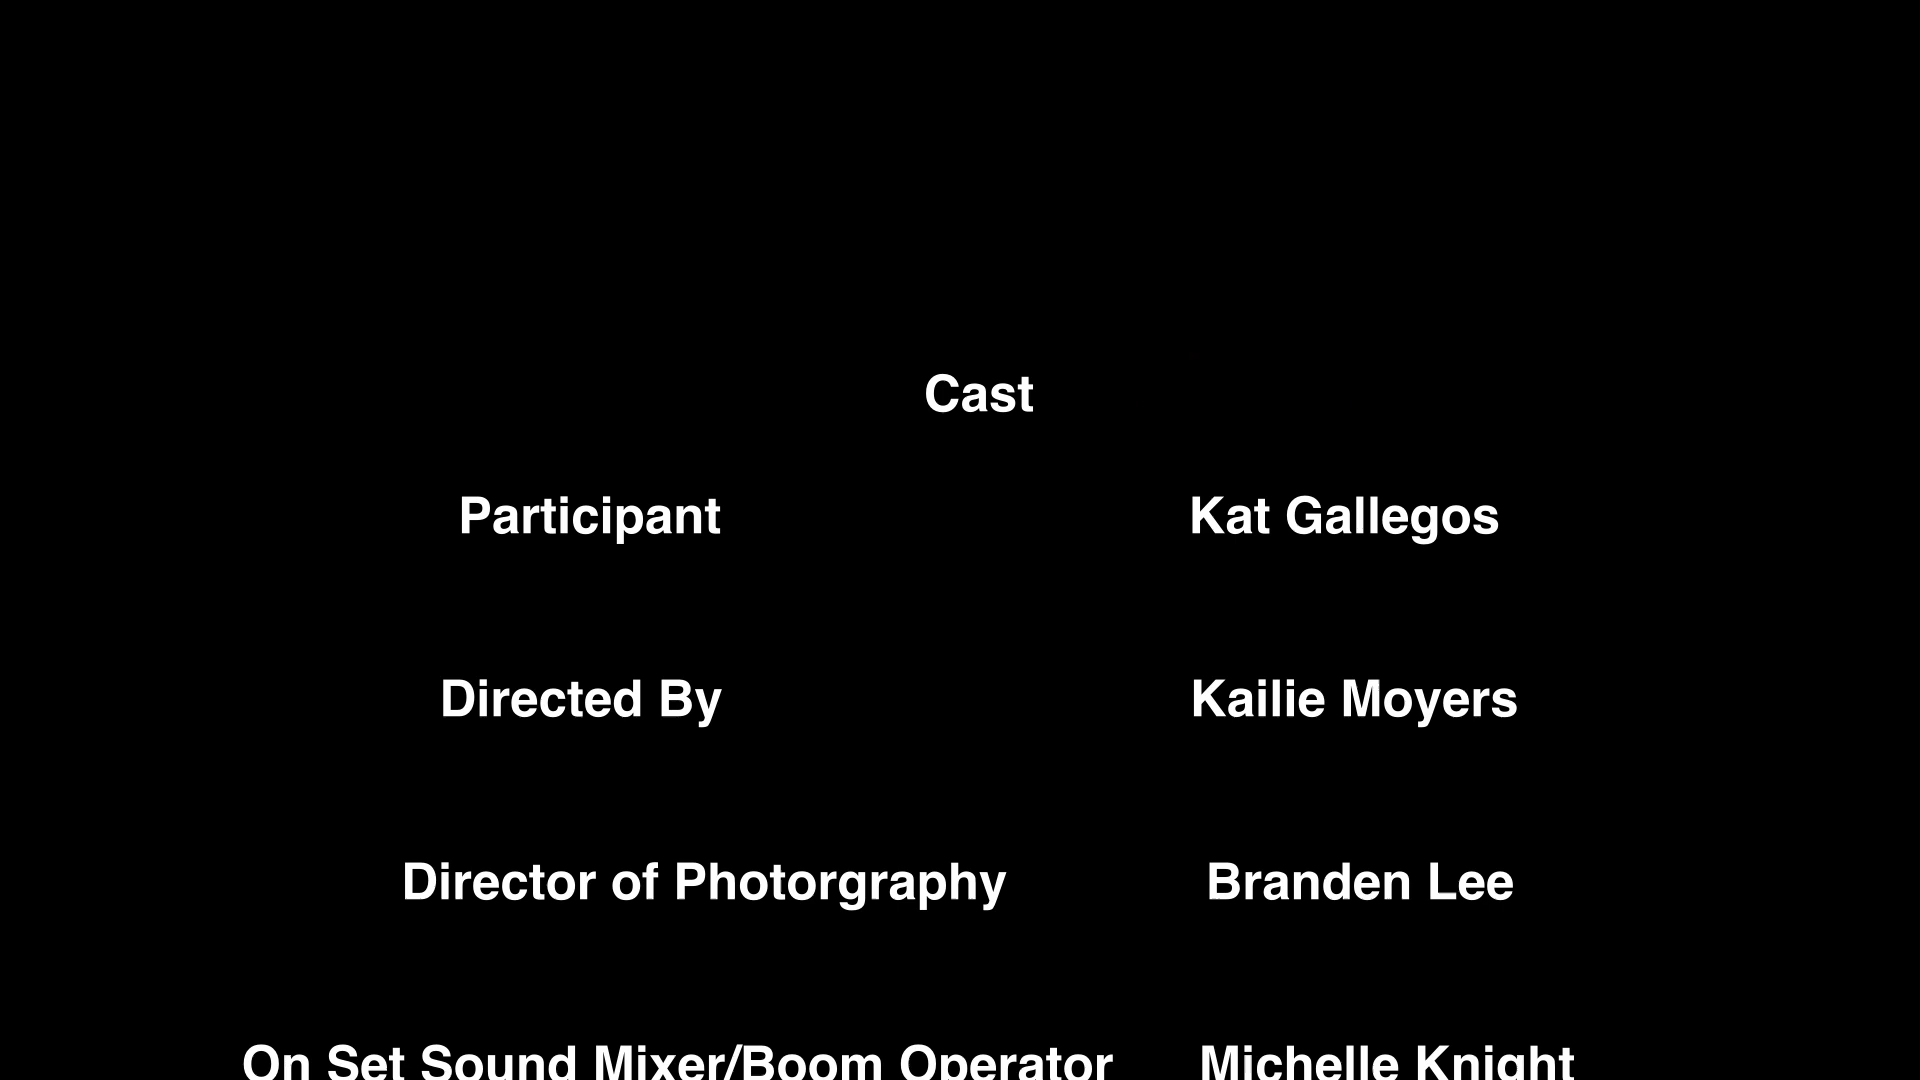 Cast
Participant Kat Gallegos
Directed By Kailie Moyers
Director of Photorgraphy Branden Lee
On Set Sound Mixer/Boom Operator Michelle Knight